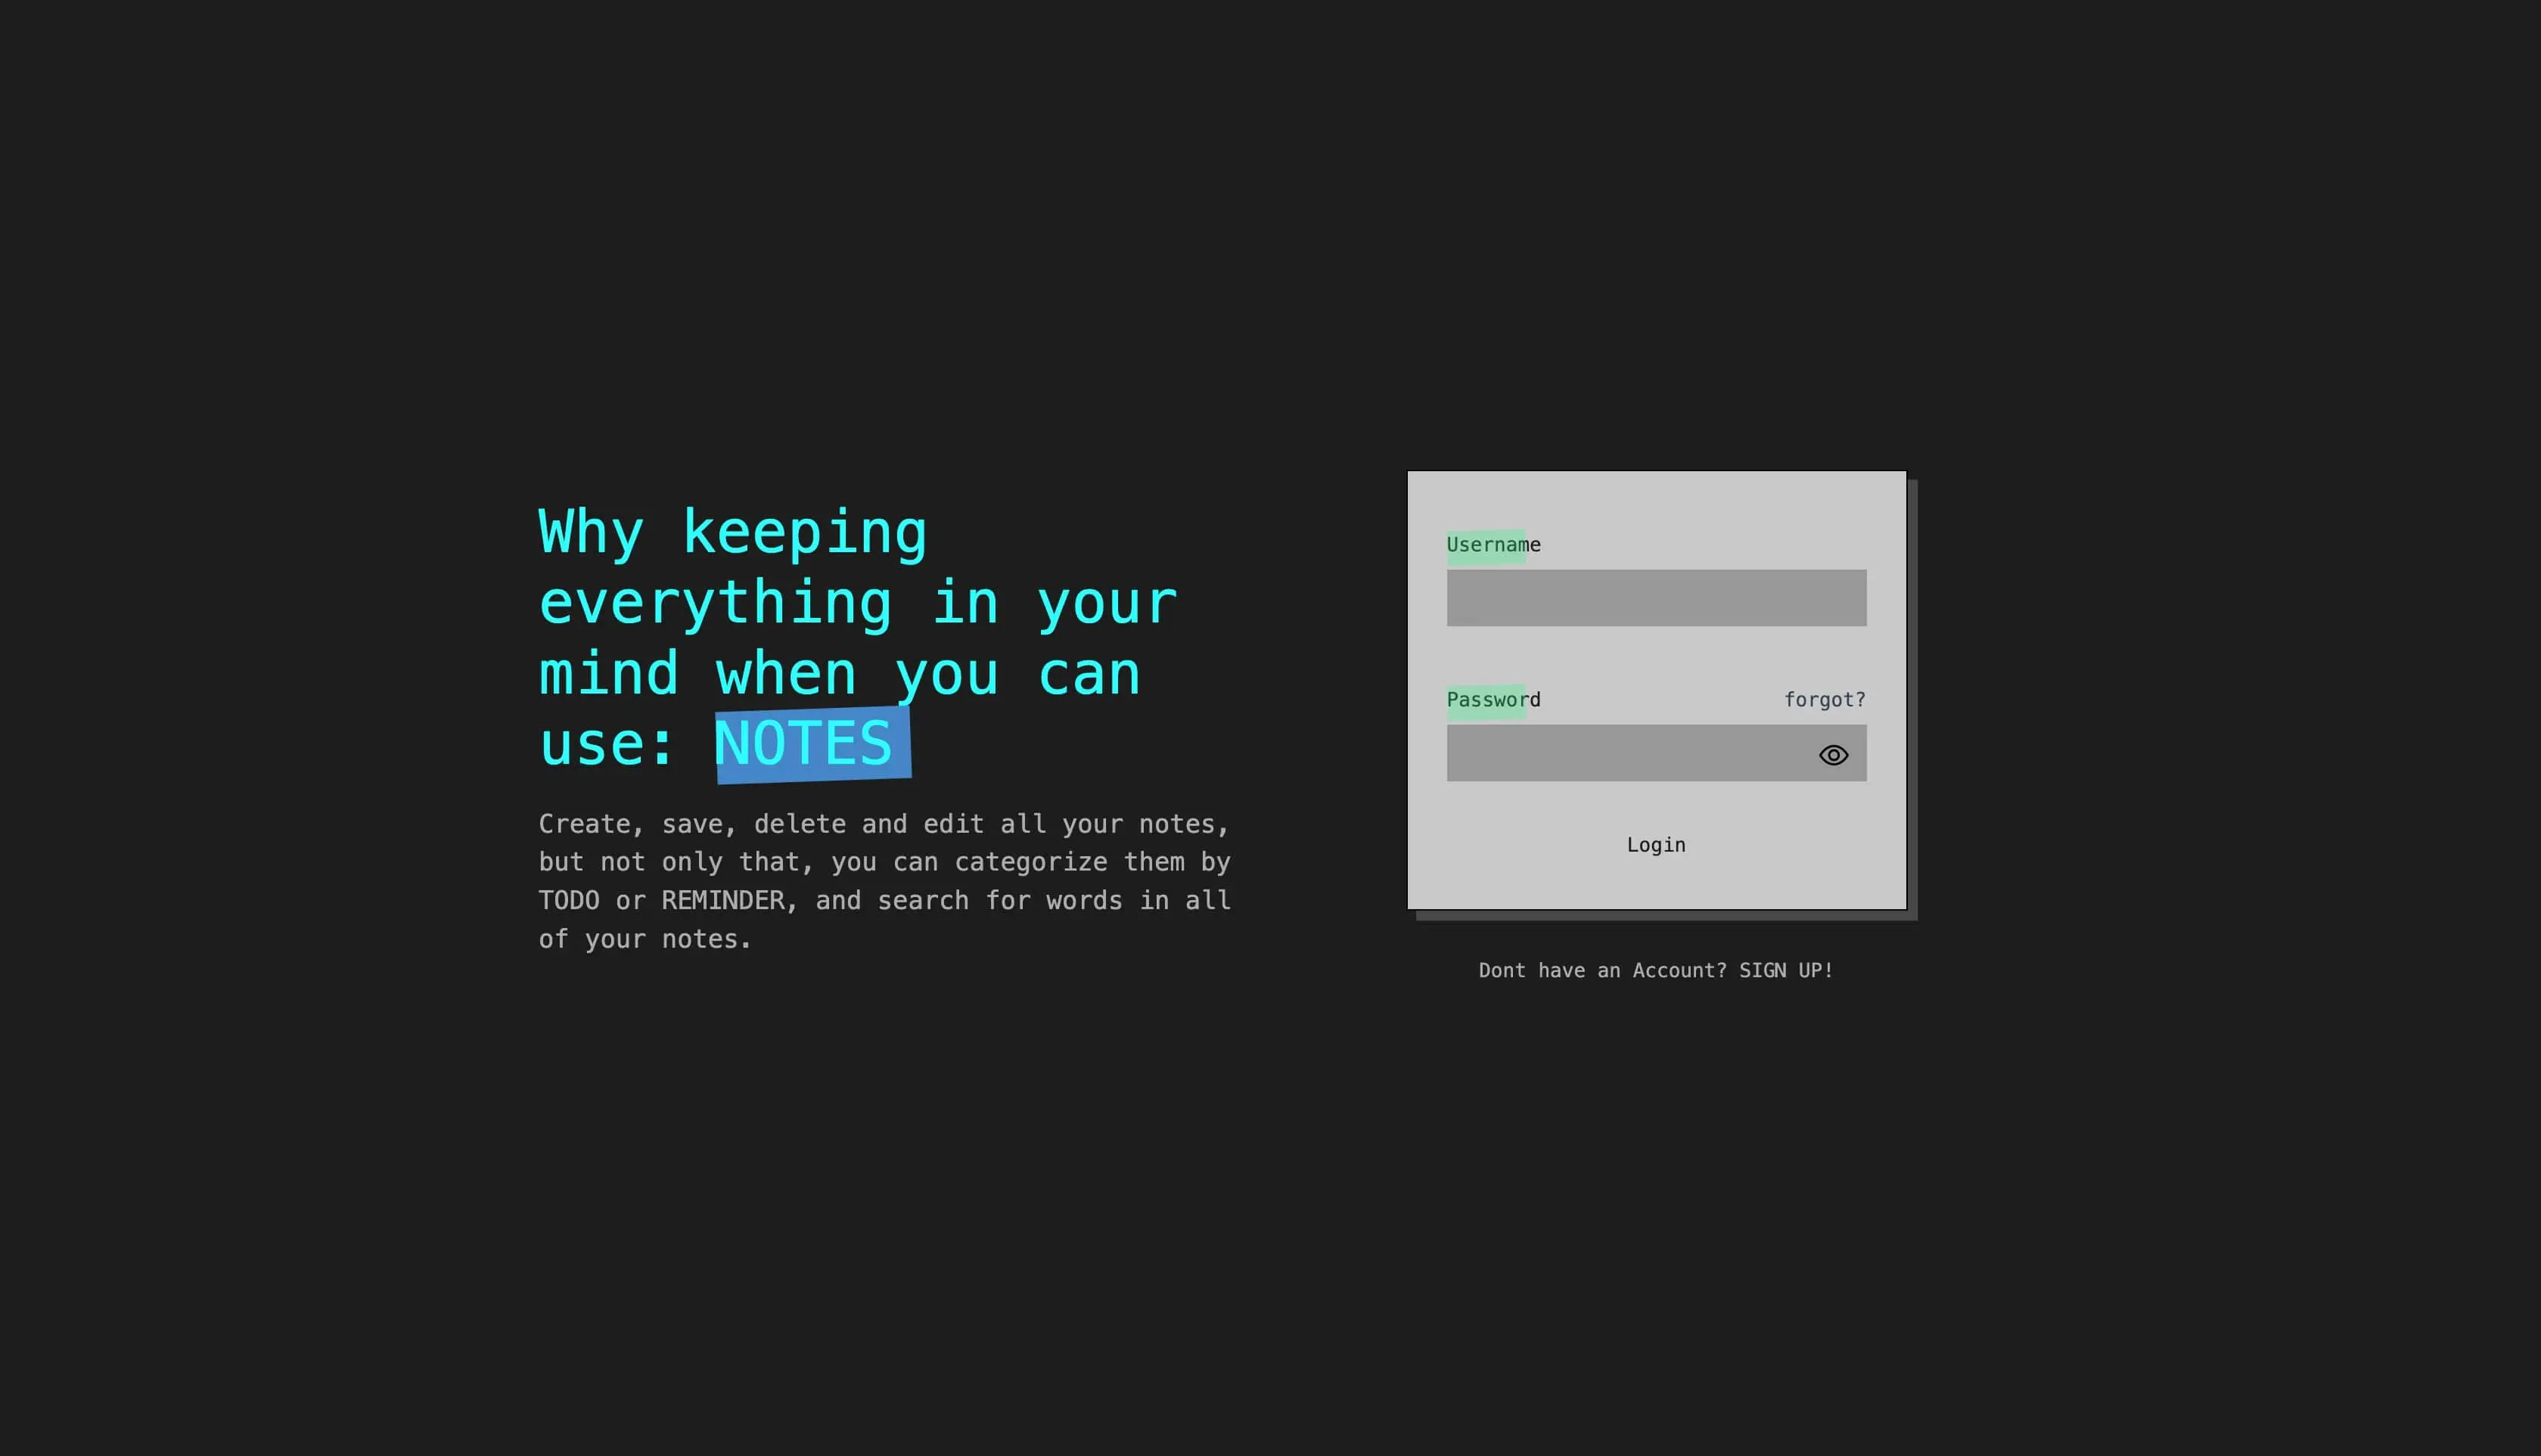 Why keeping
everything in your
mind when you can
use: NOTES
Create, save, delete and edit all your notes,
but not only that, you can categorize them by
TODO or REMINDER, and search for words in all
of your notes.
Username
Password forgot?
Login
Dont have an Account? SIGN UP!